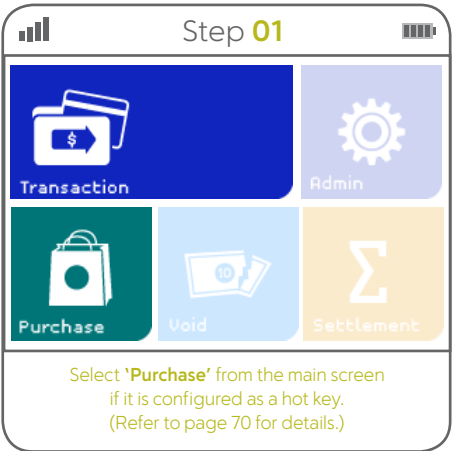 Step 01
$
Transaction
Admin
Purchase
10
Void
Σ
Settlement
Select ‘Purchase’ from the main screen
if it is configured as a hot key.
(Refer to page 70 for details.)